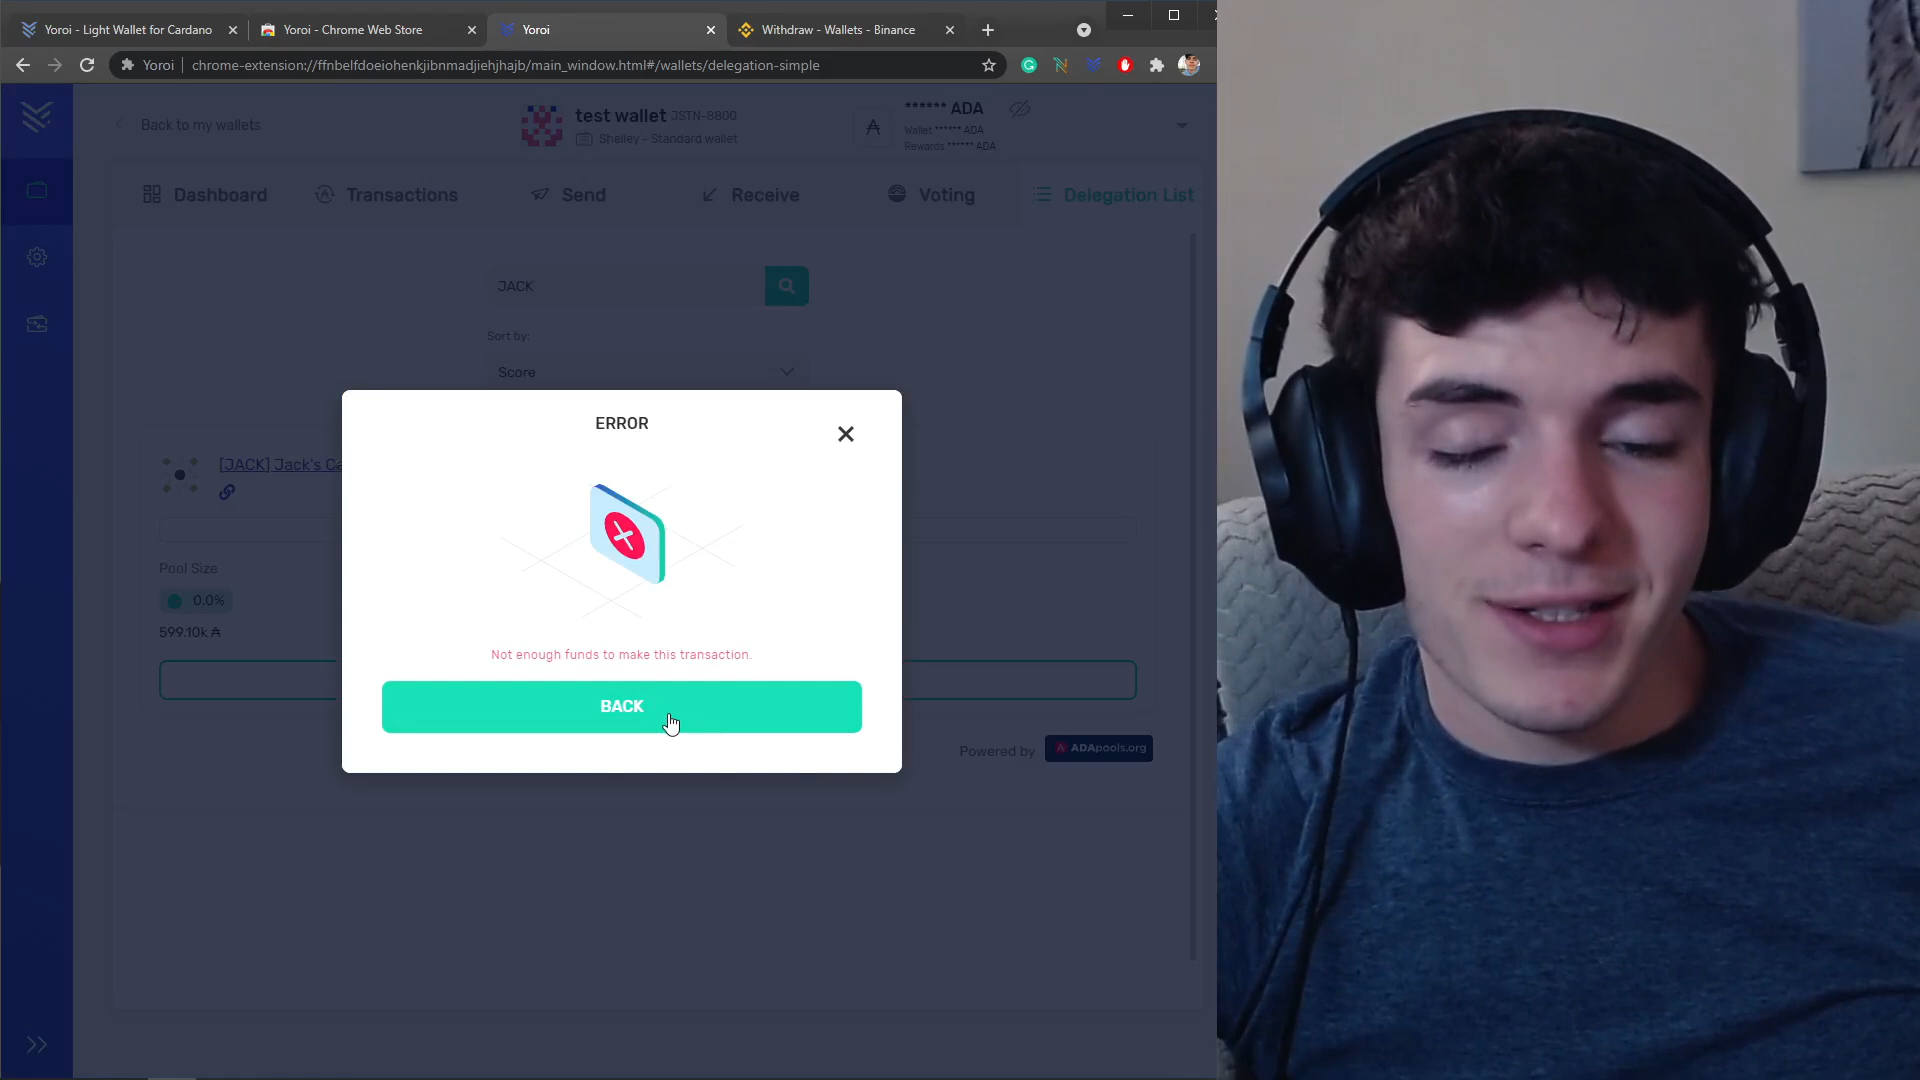 Yoroi - Light Wallet for Cardano
Yoroi - Chrome Web Store
Yoroi
Withdraw - Wallets - Binance
Yoroi
chrome-extension://ffnbelfdoeiohenkjibnmadjiehjhajb/main_window.html#/wallets/delegation-simple
Back to my wallets
test wallet JSTN-8800
Shelley - Standard wallet
****** ADA
Wallet ****** ADA
Rewards ****** ADA
Dashboard
Transactions
Send
Receive
Voting
Delegation List
JACK
Sort by:
Score
ERROR
[JACK] Jack's Ca
Pool Size
0.0%
599.10k ₳
Not enough funds to make this transaction.
BACK
Powered by
ADApools.org